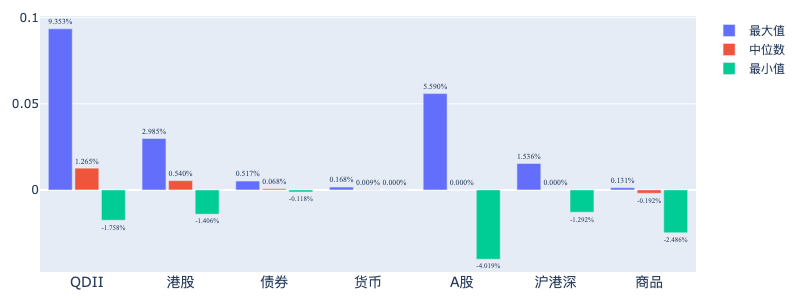 0.1
0.05
0
9.353%
1.265%
-1.758%
2.985%
0.540%
-1.406%
0.517%
0.068%
-0.118%
0.168%
0.009%
0.000%
5.590%
0.000%
-4.019%
1.536%
0.000%
-1.292%
0.131%
-0.192%
-2.486%
QDII
港股
债券
货币
A股
沪港深
商品
最大值
中位数
最小值